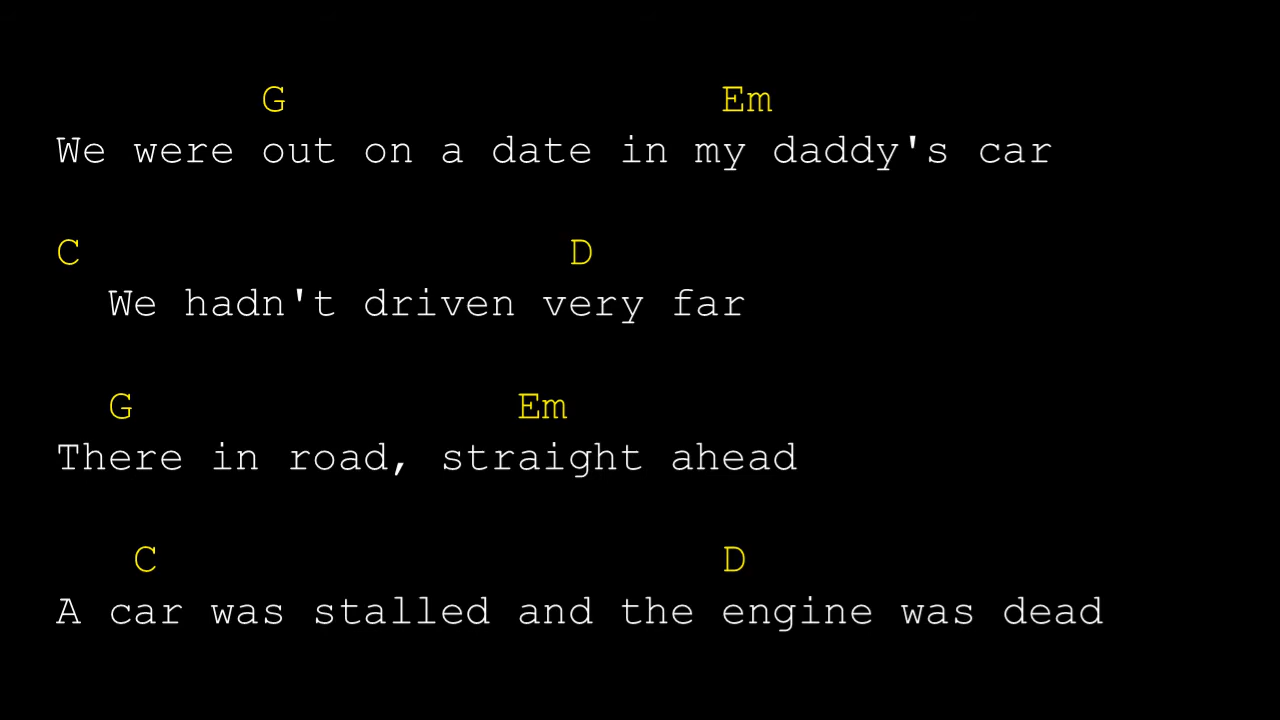 G Em
We were out on a date in my daddy's car
C D
We hadn't driven very far
G Em
There in road, straight ahead
C D
A car was stalled and the engine was dead